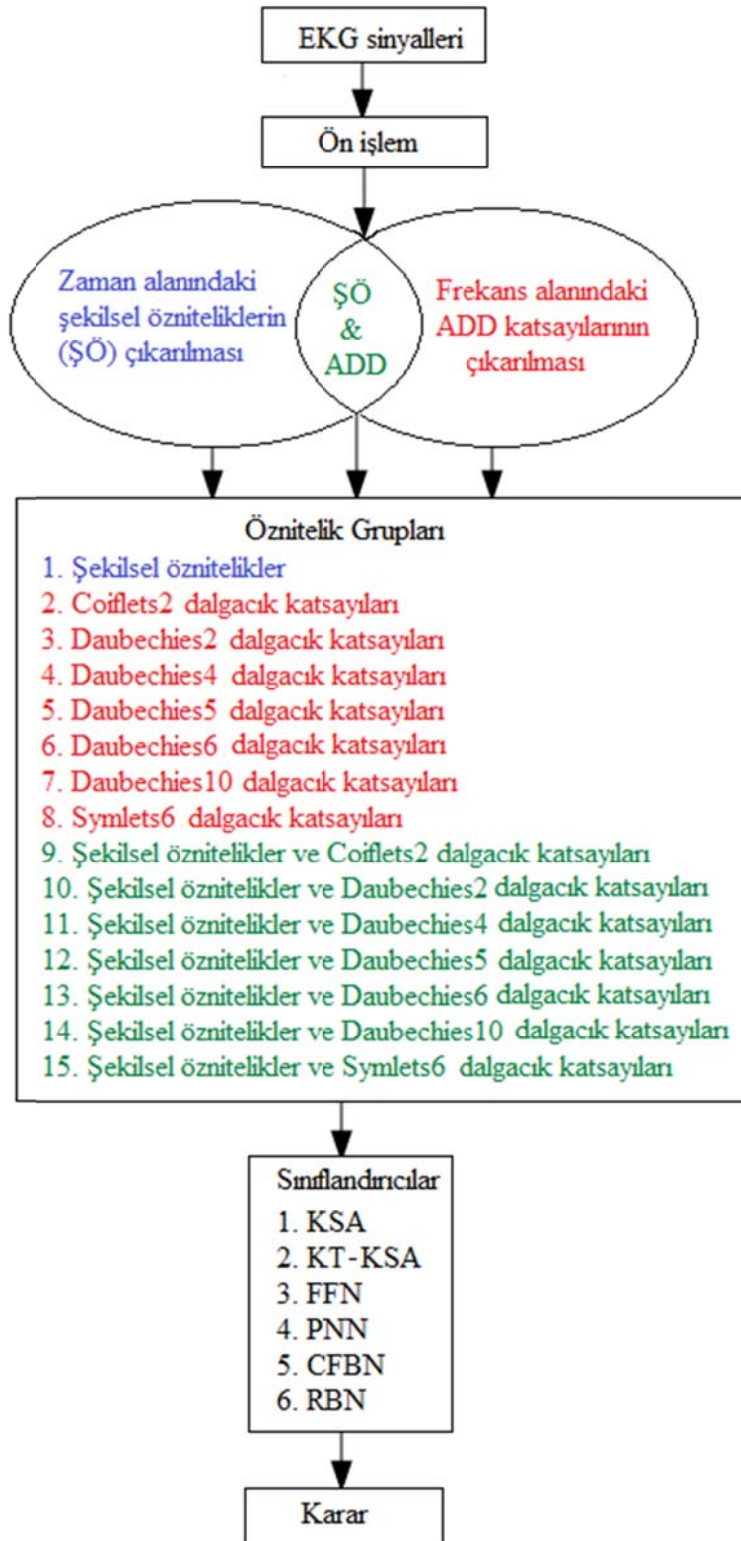 EKG sinyalleri
Ön işlem
Zaman alanındaki
şekilsel özniteliklerin
(ŞÖ) çıkarılması
ŞÖ
&
ADD
Frekans alanındaki
ADD katsayılarının
çıkarılması
Öznitelik Grupları
1. Şekilsel öznitelikler
2. Coiflets2 dalgacık katsayıları
3. Daubechies2 dalgacık katsayıları
4. Daubechies4 dalgacık katsayıları
5. Daubechies5 dalgacık katsayıları
6. Daubechies6 dalgacık katsayıları
7. Daubechies10 dalgacık katsayıları
8. Symlets6 dalgacık katsayıları
9. Şekilsel öznitelikler ve Coiflets2 dalgacık katsayıları
10. Şekilsel öznitelikler ve Daubechies2 dalgacık katsayıları
11. Şekilsel öznitelikler ve Daubechies4 dalgacık katsayıları
12. Şekilsel öznitelikler ve Daubechies5 dalgacık katsayıları
13. Şekilsel öznitelikler ve Daubechies6 dalgacık katsayıları
14. Şekilsel öznitelikler ve Daubechies10 dalgacık katsayıları
15. Şekilsel öznitelikler ve Symlets6 dalgacık katsayıları
Sınıflandırıcılar
1. KSA
2. KT-KSA
3. FFN
4. PNN
5. CFBN
6. RBN
Karar